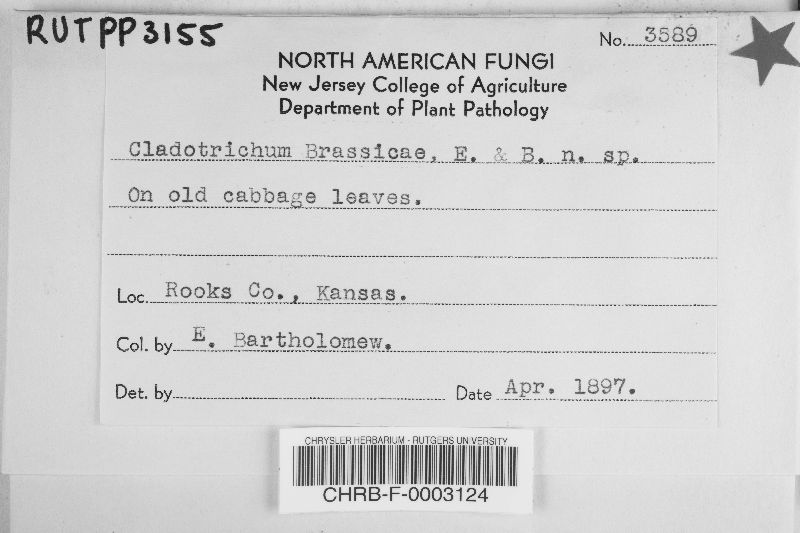 RUTPP3155
No. 3589
NORTH AMERICAN FUNGI
New Jersey College of Agriculture
Department of Plant Pathology
Cladotrichum Brassicae, E. & B. n. sp.
On old cabbage leaves.
Loc. Rooks Co., Kansas.
Col. by E. Bartholomew.
Det. by Date Apr. 1897.
CHRYSLER HERBARIUM - RUTGERS UNIVERSITY
CHRB-F-0003124